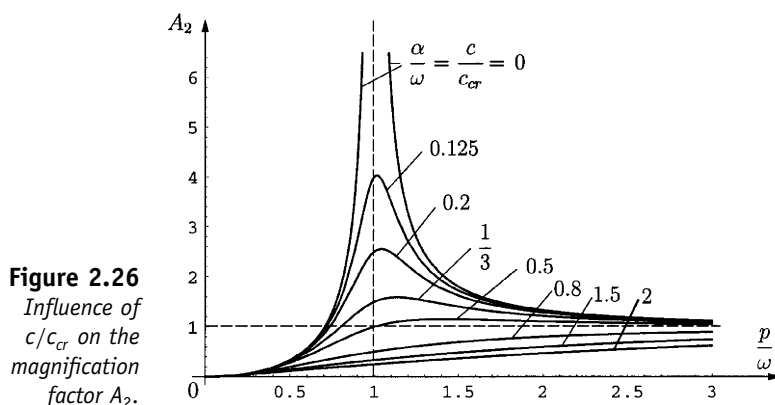 A₂
6
5
4
3
2
1
0
0.5
1
1.5
2
2.5
3
p/ω
α/ω = c/c_cr = 0
0.125
0.2
1/3
0.5
0.8
1.5
2
Figure 2.26
Influence of
c/c_cr on the
magnification
factor A₂.